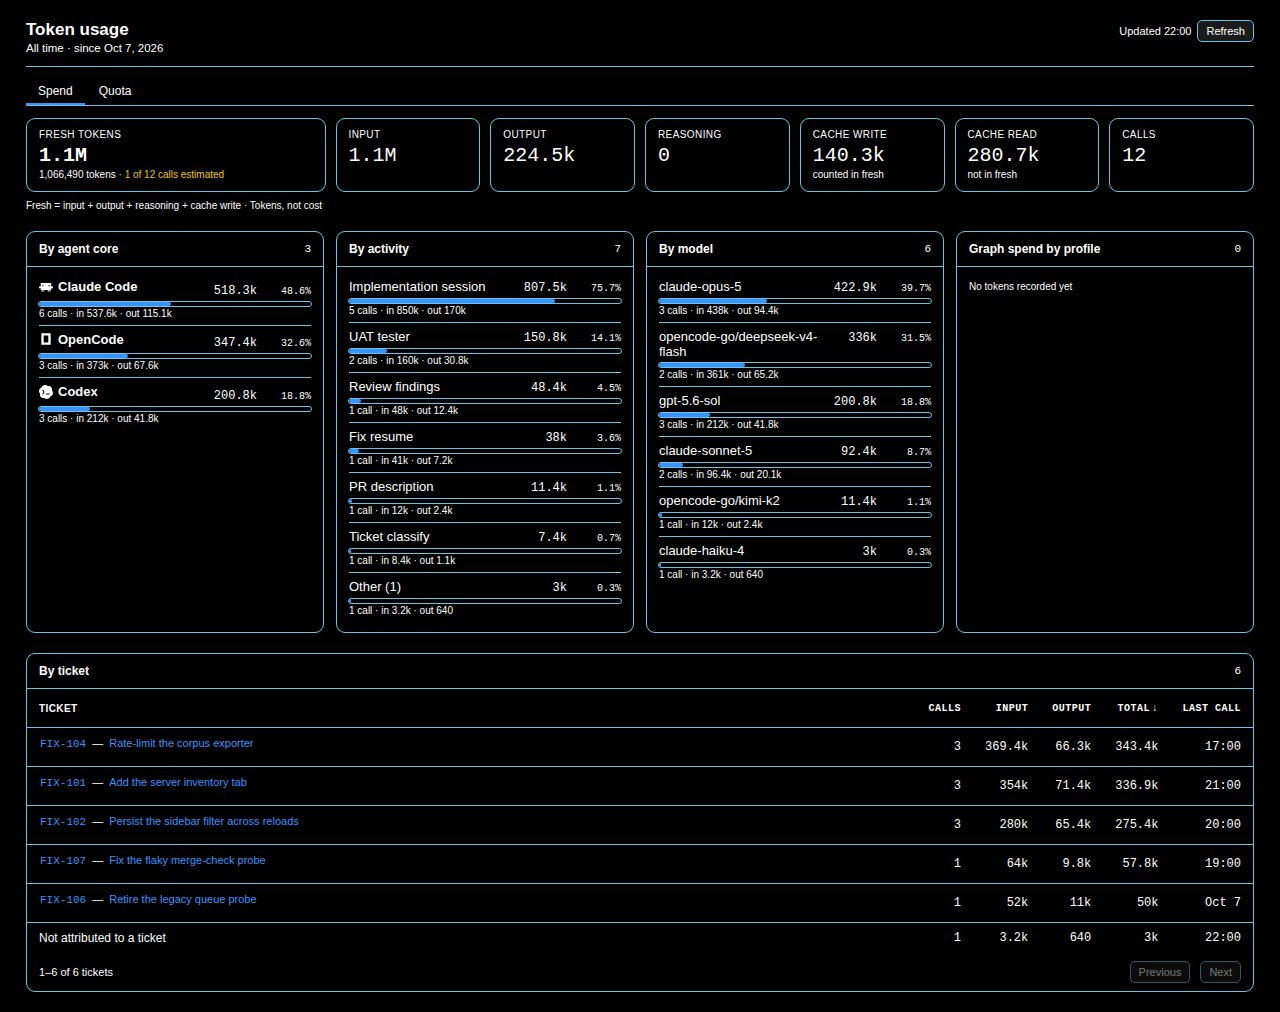 Token usage
All time · since Oct 7, 2026
Updated 22:00
Refresh
Spend
Quota
FRESH TOKENS
1.1M
1,066,490 tokens · 1 of 12 calls estimated
INPUT
1.1M
OUTPUT
224.5k
REASONING
0
CACHE WRITE
140.3k
counted in fresh
CACHE READ
280.7k
not in fresh
CALLS
12
Fresh = input + output + reasoning + cache write · Tokens, not cost
By agent core 3
Claude Code 518.3k 48.6%
6 calls · in 537.6k · out 115.1k
OpenCode 347.4k 32.6%
3 calls · in 373k · out 67.6k
Codex 200.8k 18.8%
3 calls · in 212k · out 41.8k
By activity 7
Implementation session 807.5k 75.7%
5 calls · in 850k · out 170k
UAT tester 150.8k 14.1%
2 calls · in 160k · out 30.8k
Review findings 48.4k 4.5%
1 call · in 48k · out 12.4k
Fix resume 38k 3.6%
1 call · in 41k · out 7.2k
PR description 11.4k 1.1%
1 call · in 12k · out 2.4k
Ticket classify 7.4k 0.7%
1 call · in 8.4k · out 1.1k
Other (1) 3k 0.3%
1 call · in 3.2k · out 640
By model 6
claude-opus-5 422.9k 39.7%
3 calls · in 438k · out 94.4k
opencode-go/deepseek-v4- 336k 31.5%
flash
2 calls · in 361k · out 65.2k
gpt-5.6-sol 200.8k 18.8%
3 calls · in 212k · out 41.8k
claude-sonnet-5 92.4k 8.7%
2 calls · in 96.4k · out 20.1k
opencode-go/kimi-k2 11.4k 1.1%
1 call · in 12k · out 2.4k
claude-haiku-4 3k 0.3%
1 call · in 3.2k · out 640
Graph spend by profile 0
No tokens recorded yet
By ticket 6
TICKET CALLS INPUT OUTPUT TOTAL ↓ LAST CALL
FIX-104 — Rate-limit the corpus exporter 3 369.4k 66.3k 343.4k 17:00
FIX-101 — Add the server inventory tab 3 354k 71.4k 336.9k 21:00
FIX-102 — Persist the sidebar filter across reloads 3 280k 65.4k 275.4k 20:00
FIX-107 — Fix the flaky merge-check probe 1 64k 9.8k 57.8k 19:00
FIX-106 — Retire the legacy queue probe 1 52k 11k 50k Oct 7
Not attributed to a ticket 1 3.2k 640 3k 22:00
1–6 of 6 tickets
Previous
Next